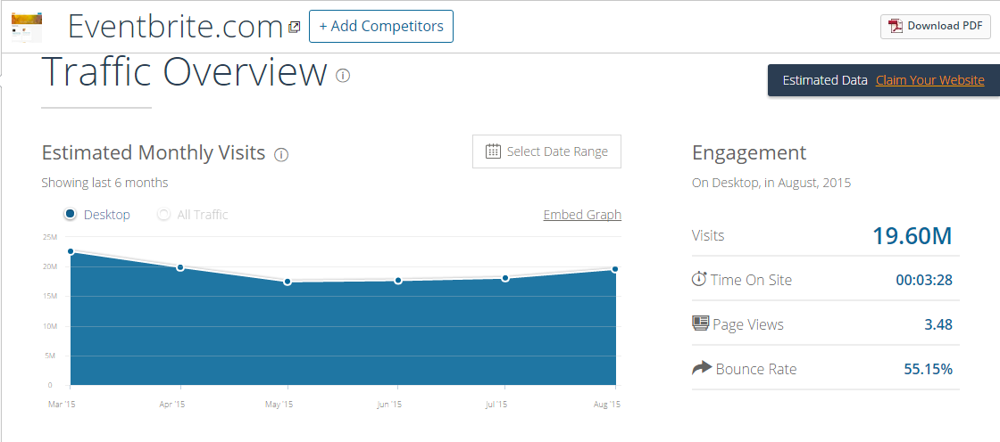 Eventbrite.com + Add Competitors Download PDF
Traffic Overview
Estimated Data Claim Your Website
Estimated Monthly Visits
Select Date Range
Showing last 6 months
Desktop All Traffic Embed Graph
25M
20M
15M
10M
5M
0
Mar '15 Apr '15 May '15 Jun '15 Jul '15 Aug '15
Engagement
On Desktop, in August, 2015
Visits 19.60M
Time On Site 00:03:28
Page Views 3.48
Bounce Rate 55.15%